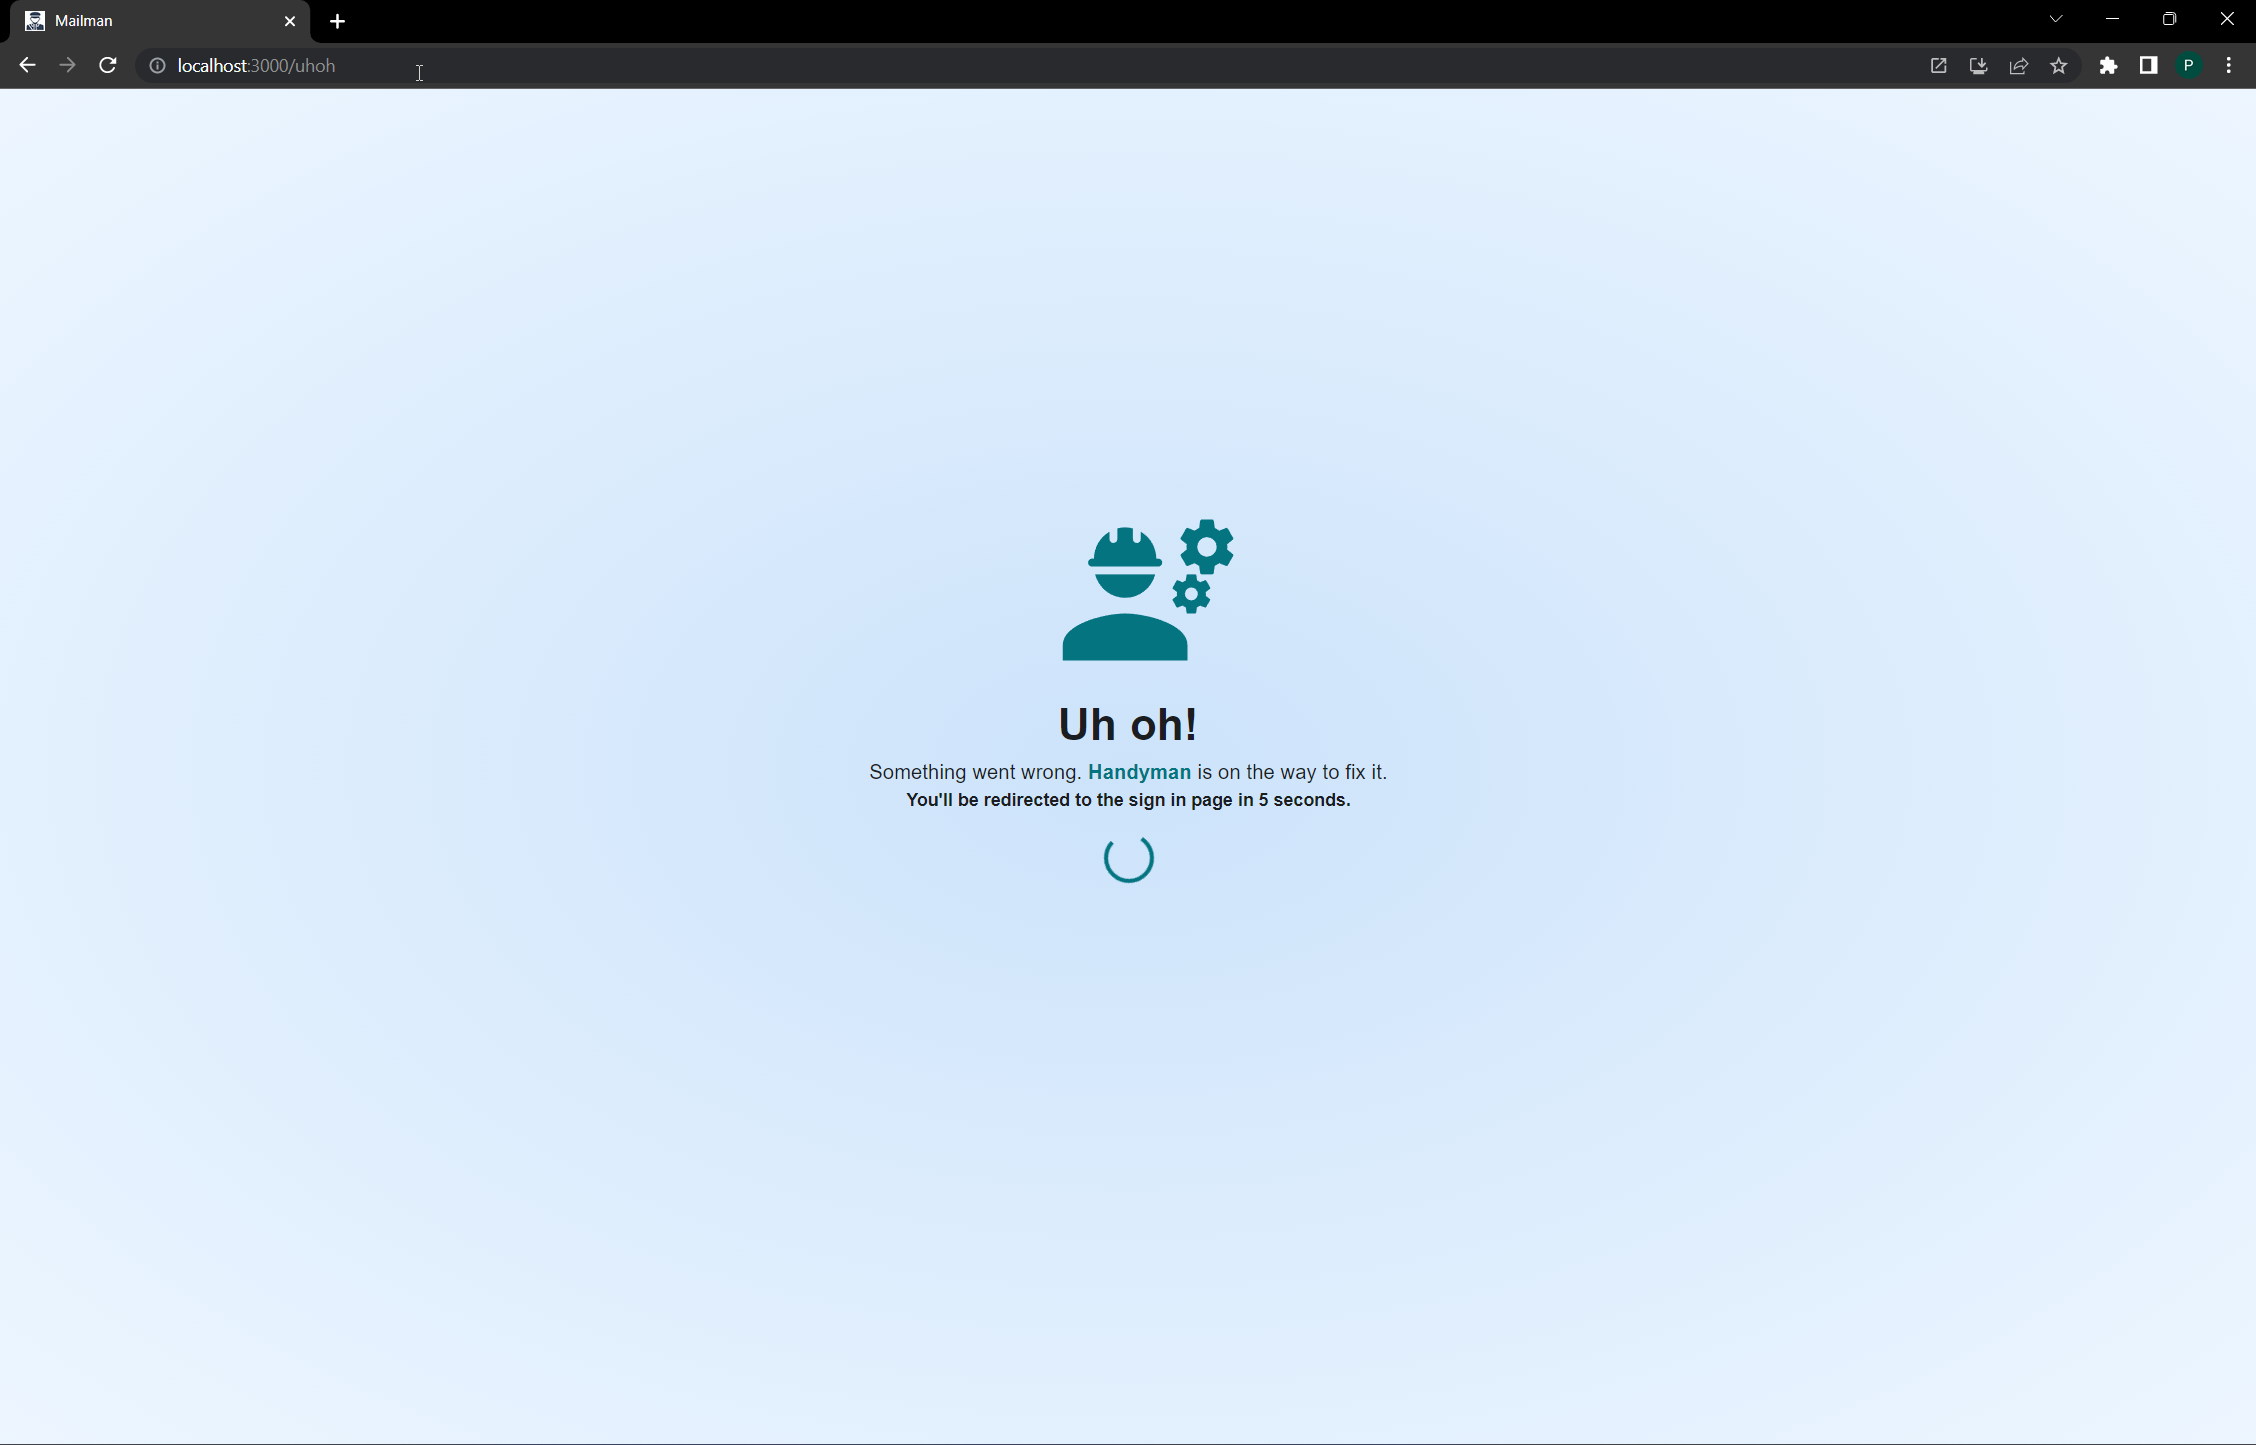 Mailman
localhost:3000/uhoh
P
Uh oh!
Something went wrong. Handyman is on the way to fix it.
You'll be redirected to the sign in page in 5 seconds.